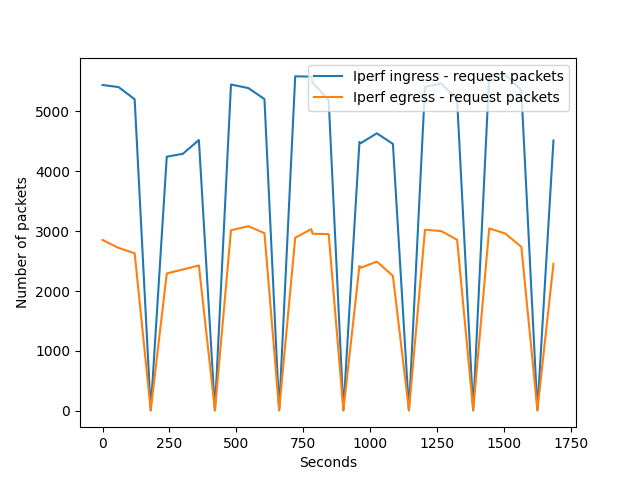 Iperf ingress - request packets
Iperf egress - request packets
5000
4000
3000
2000
1000
0
Number of packets
0 250 500 750 1000 1250 1500 1750
Seconds